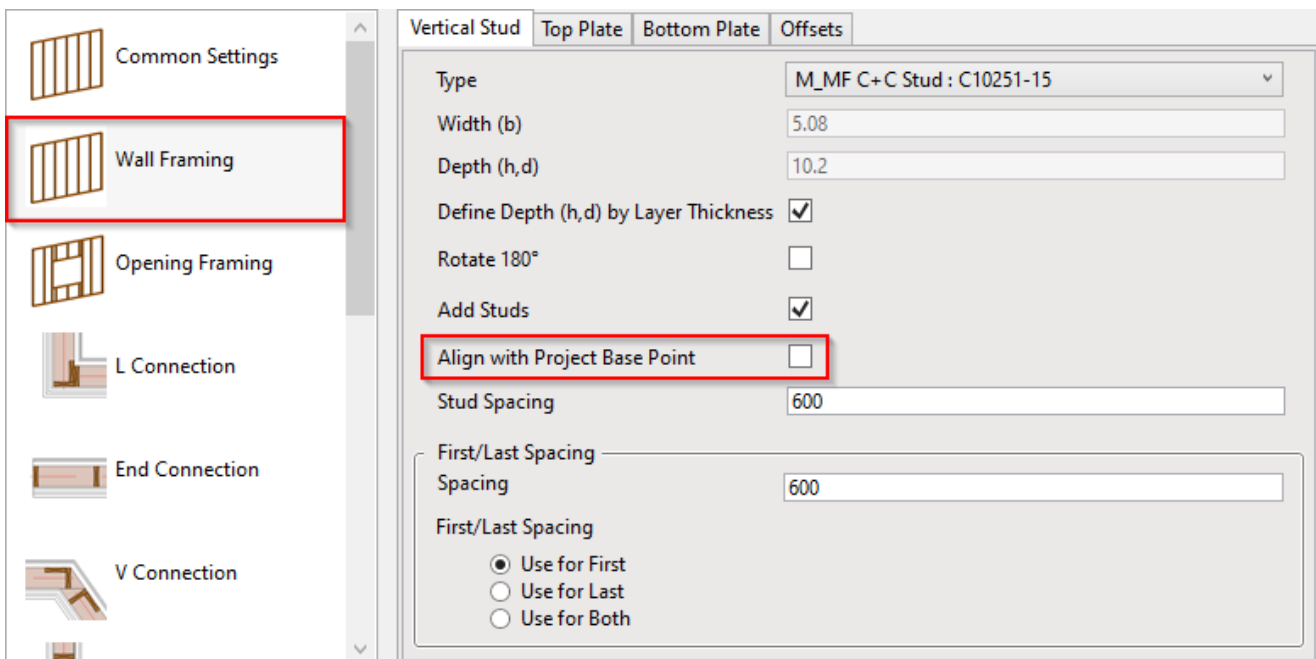 Common Settings
Wall Framing
Opening Framing
L Connection
End Connection
V Connection
Vertical Stud
Top Plate
Bottom Plate
Offsets
Type M_MF C+C Stud : C10251-15
Width (b) 5.08
Depth (h,d) 10.2
Define Depth (h,d) by Layer Thickness
Rotate 180°
Add Studs
Align with Project Base Point
Stud Spacing 600
First/Last Spacing
Spacing 600
First/Last Spacing
Use for First
Use for Last
Use for Both